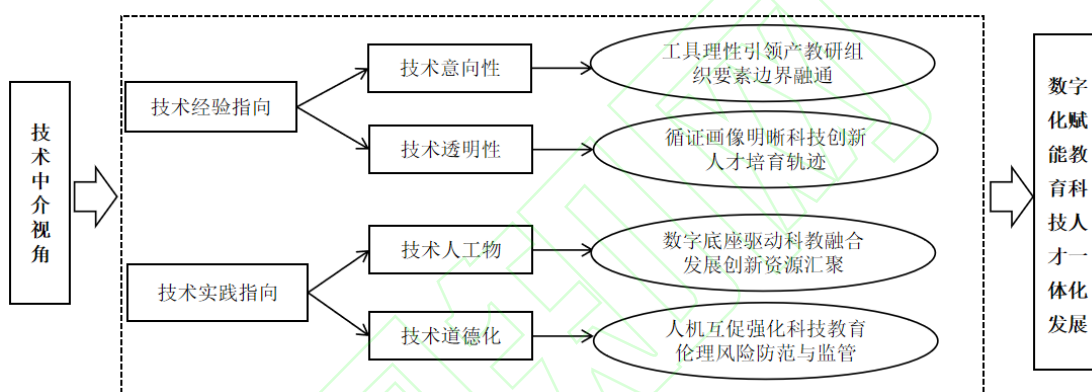 技术中介视角
技术经验指向
技术意向性
工具理性引领产教研组
织要素边界融通
技术透明性
循证画像明晰科技创新
人才培育轨迹
技术实践指向
技术人工物
数字底座驱动科教融合
发展创新资源汇聚
技术道德化
人机互促强化科技教育
伦理风险防范与监管
数字
化赋
能教
育科
技人
才一
体化
发展